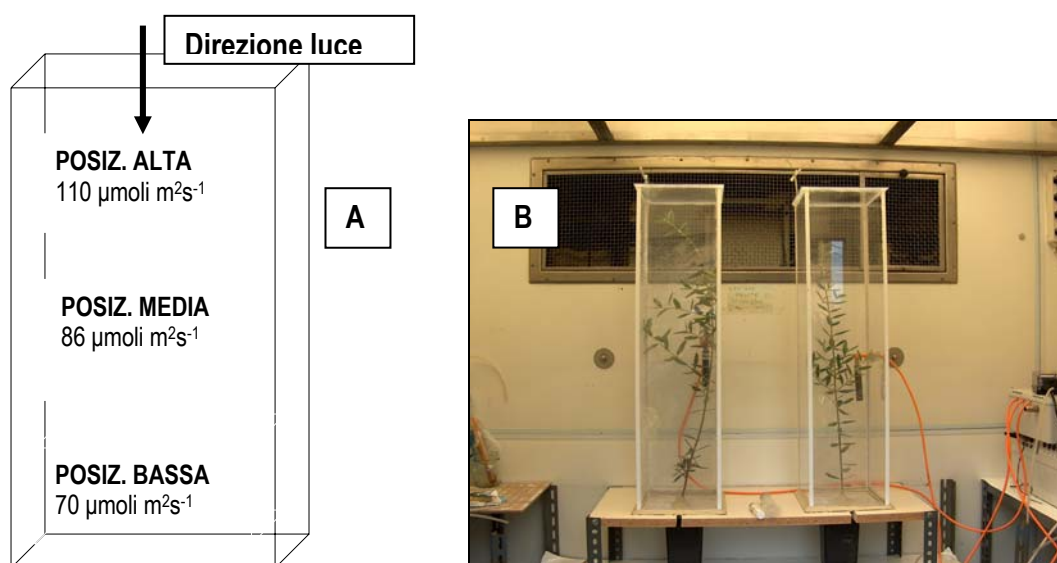 Direzione luce
POSIZ. ALTA
110 µmoli m²s⁻¹
A
POSIZ. MEDIA
86 µmoli m²s⁻¹
POSIZ. BASSA
70 µmoli m²s⁻¹
B